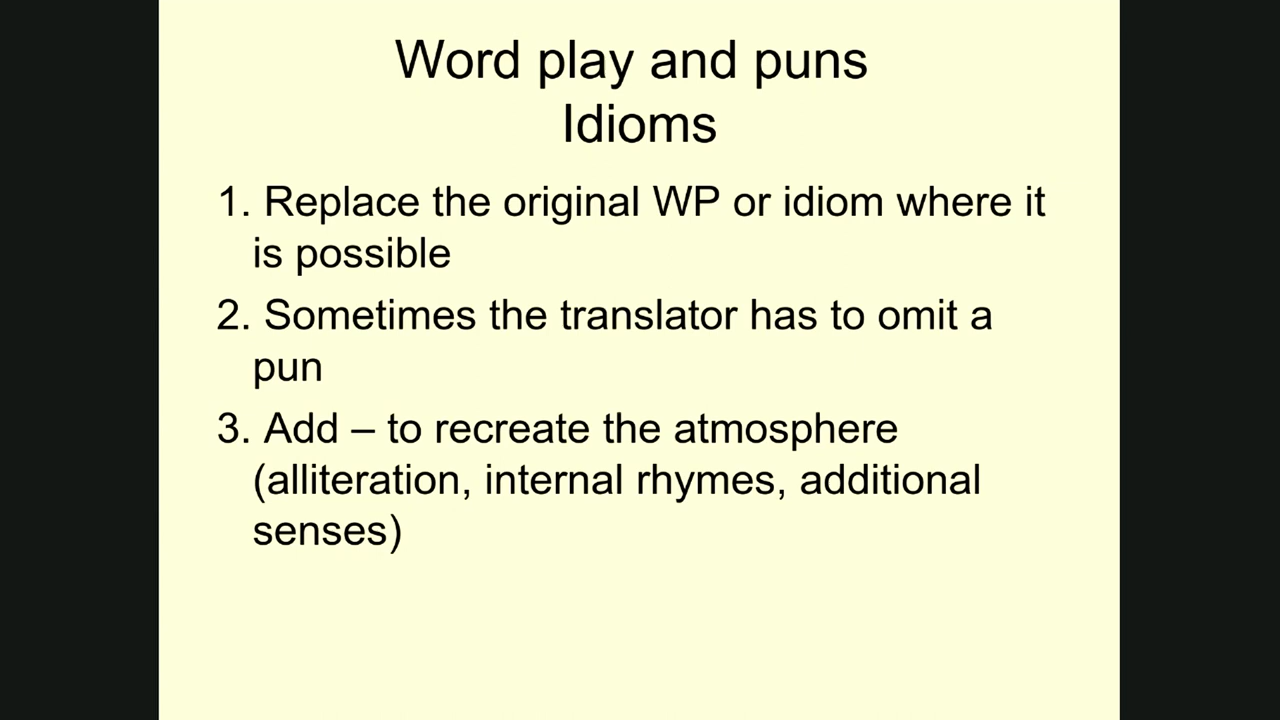 Word play and puns
Idioms
1. Replace the original WP or idiom where it
is possible
2. Sometimes the translator has to omit a
pun
3. Add – to recreate the atmosphere
(alliteration, internal rhymes, additional
senses)